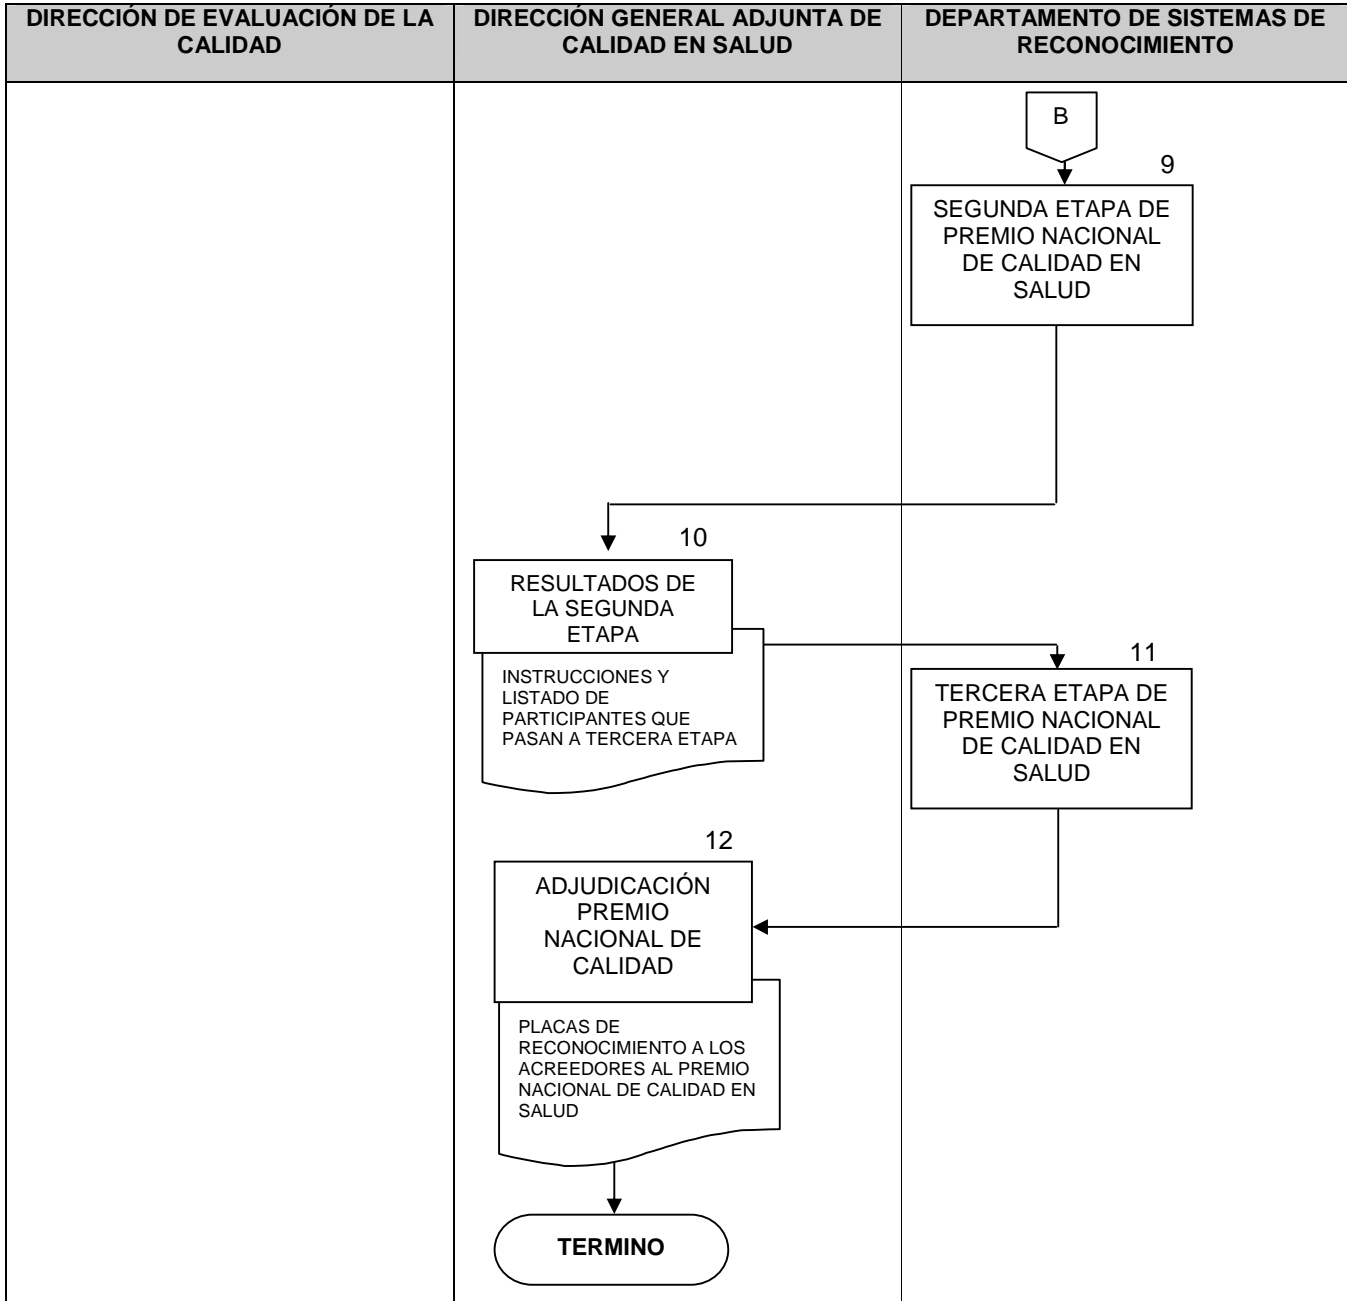 DIRECCIÓN DE EVALUACIÓN DE LA
CALIDAD
DIRECCIÓN GENERAL ADJUNTA DE
CALIDAD EN SALUD
DEPARTAMENTO DE SISTEMAS DE
RECONOCIMIENTO
B
9
SEGUNDA ETAPA DE
PREMIO NACIONAL
DE CALIDAD EN
SALUD
10
RESULTADOS DE
LA SEGUNDA
ETAPA
INSTRUCCIONES Y
LISTADO DE
PARTICIPANTES QUE
PASAN A TERCERA ETAPA
11
TERCERA ETAPA DE
PREMIO NACIONAL
DE CALIDAD EN
SALUD
12
ADJUDICACIÓN
PREMIO
NACIONAL DE
CALIDAD
PLACAS DE
RECONOCIMIENTO A LOS
ACREEDORES AL PREMIO
NACIONAL DE CALIDAD EN
SALUD
TERMINO